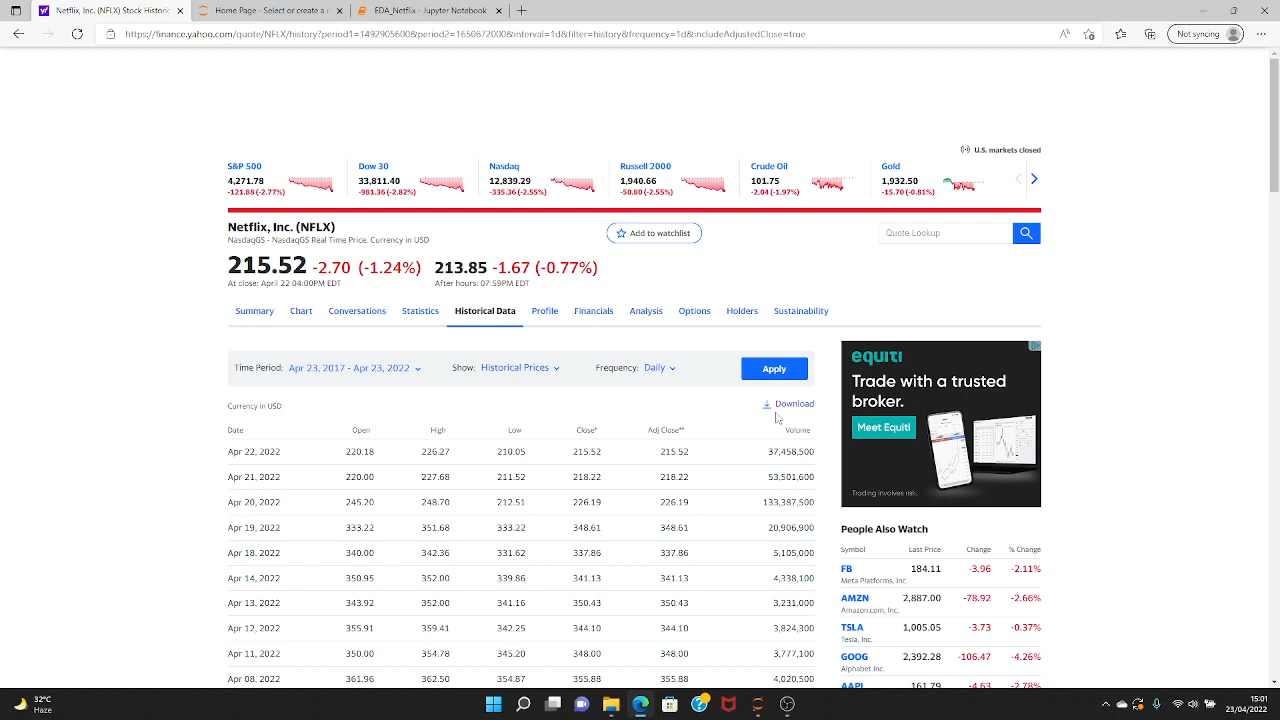 Netflix, Inc. (NFLX) Stock Histori
Home Page - Select or create a n
EDA_Netflix - Jupyter Notebook
https://finance.yahoo.com/quote/NFLX/history?period1=1492905600&period2=1650672000&interval=1d&filter=history&frequency=1d&includeAdjustedClose=true
Not syncing
U.S. markets closed
S&P 500 Dow 30 Nasdaq Russell 2000 Crude Oil Gold
4,271.78 33,811.40 12,839.29 1,940.66 101.75 1,932.50
-121.88 (-2.77%) -981.36 (-2.82%) -335.36 (-2.55%) -50.80 (-2.55%) -2.04 (-1.97%) -15.70 (-0.81%)
Netflix, Inc. (NFLX)
NasdaqGS - NasdaqGS Real Time Price. Currency in USD
Add to watchlist
Quote Lookup
215.52 -2.70 (-1.24%) 213.85 -1.67 (-0.77%)
At close: April 22 04:00PM EDT After hours: 07:59PM EDT
Summary Chart Conversations Statistics Historical Data Profile Financials Analysis Options Holders Sustainability
Time Period: Apr 23, 2017 - Apr 23, 2022 Show: Historical Prices Frequency: Daily Apply
Currency in USD Download
Date Open High Low Close* Adj Close** Volume
Apr 22, 2022 220.18 226.27 210.05 215.52 215.52 37,458,500
Apr 21, 2022 220.00 227.68 211.52 218.22 218.22 53,501,600
Apr 20, 2022 245.20 248.70 212.51 226.19 226.19 133,387,500
Apr 19, 2022 333.22 351.68 333.22 348.61 348.61 20,906,900
Apr 18, 2022 340.00 342.36 331.62 337.86 337.86 5,105,000
Apr 14, 2022 350.95 352.00 339.86 341.13 341.13 4,338,100
Apr 13, 2022 343.92 352.00 341.16 350.43 350.43 3,231,000
Apr 12, 2022 355.91 359.41 342.25 344.10 344.10 3,824,300
Apr 11, 2022 350.00 354.78 345.20 348.00 348.00 3,777,100
Apr 08, 2022 361.96 362.50 354.87 355.88 355.88 4,020,500
equiti
Trade with a trusted
broker.
Meet Equiti
Trading involves risk.
People Also Watch
Symbol Last Price Change % Change
FB 184.11 -3.96 -2.11%
Meta Platforms, Inc.
AMZN 2,887.00 -78.92 -2.66%
Amazon.com, Inc.
TSLA 1,005.05 -3.73 -0.37%
Tesla, Inc.
GOOG 2,392.28 -106.47 -4.26%
Alphabet Inc.
AAPL 161.79 -4.63 -2.78%
32°C
Haze
15:01
23/04/2022